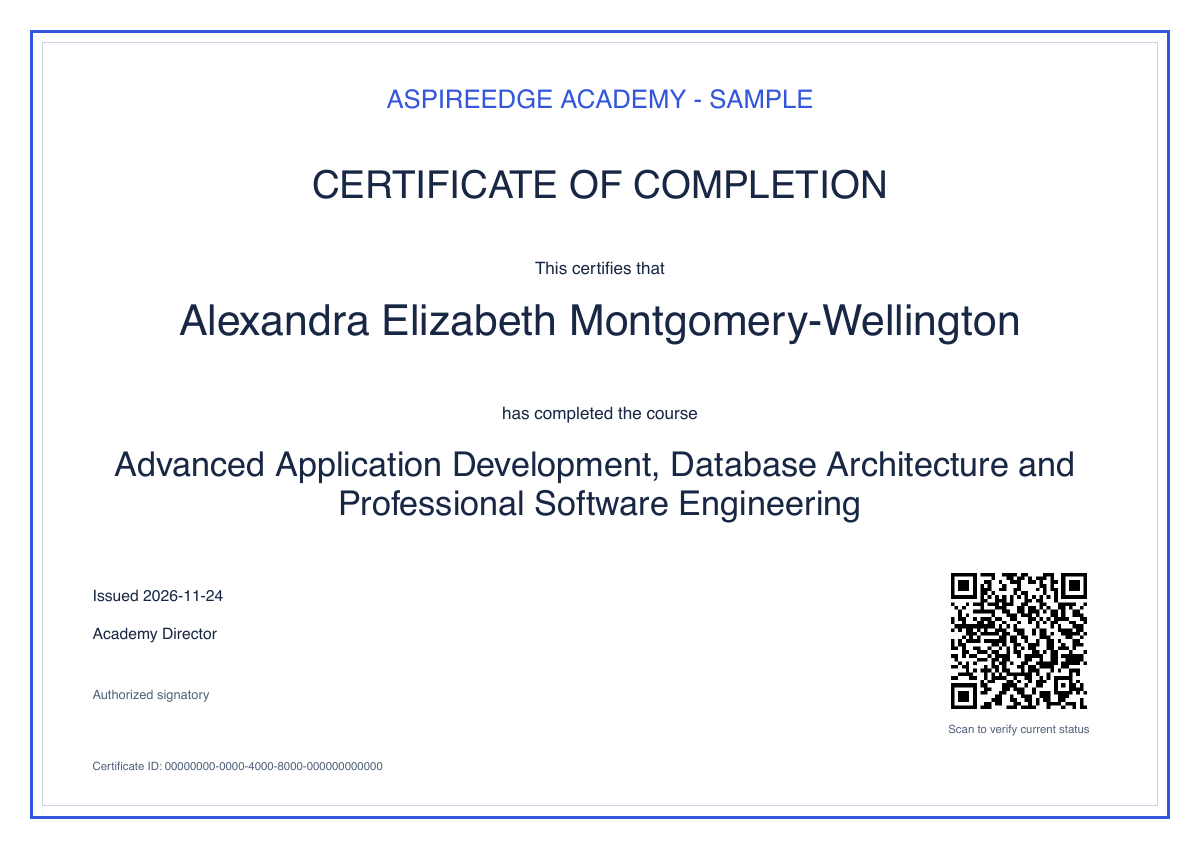 ASPIREEDGE ACADEMY - SAMPLE
CERTIFICATE OF COMPLETION
This certifies that
Alexandra Elizabeth Montgomery-Wellington
has completed the course
Advanced Application Development, Database Architecture and
Professional Software Engineering
Issued 2026-11-24
Academy Director
Authorized signatory
Scan to verify current status
Certificate ID: 00000000-0000-4000-8000-000000000000